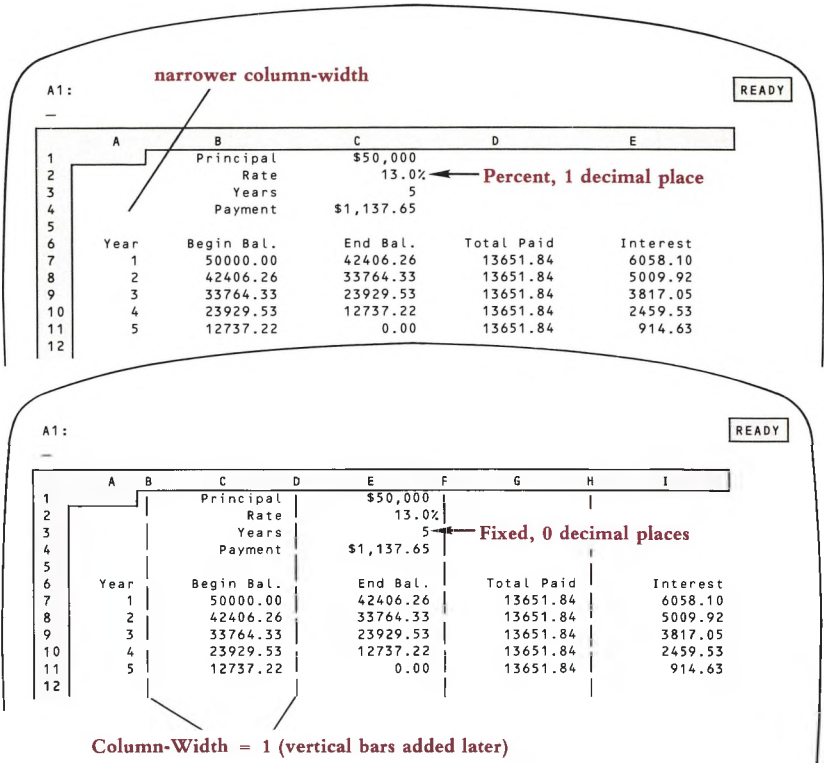 narrower column-width
A1: READY
A B C D E
1 Principal $50,000
2 Rate 13.0% Percent, 1 decimal place
3 Years 5
4 Payment $1,137.65
5
6 Year Begin Bal. End Bal. Total Paid Interest
7 1 50000.00 42406.26 13651.84 6058.10
8 2 42406.26 33764.33 13651.84 5009.92
9 3 33764.33 23929.53 13651.84 3817.05
10 4 23929.53 12737.22 13651.84 2459.53
11 5 12737.22 0.00 13651.84 914.63
12
A1: READY
A B C D E F G H I
1 Principal $50,000
2 Rate 13.0%
3 Years 5 Fixed, 0 decimal places
4 Payment $1,137.65
5
6 Year Begin Bal. End Bal. Total Paid Interest
7 1 50000.00 42406.26 13651.84 6058.10
8 2 42406.26 33764.33 13651.84 5009.92
9 3 33764.33 23929.53 13651.84 3817.05
10 4 23929.53 12737.22 13651.84 2459.53
11 5 12737.22 0.00 13651.84 914.63
12
Column-Width = 1 (vertical bars added later)